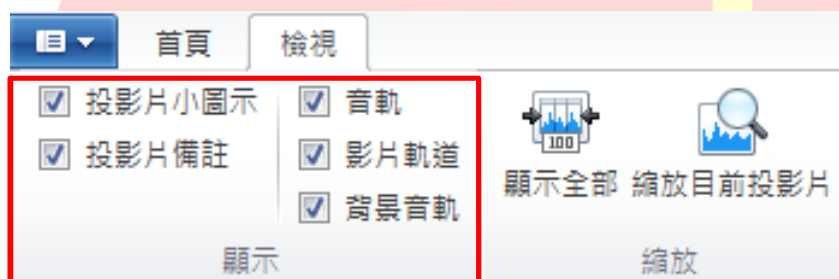 首頁 檢視
投影片小圖示 音軌
投影片備註 影片軌道
背景音軌
顯示
100
顯示全部 縮放目前投影片
縮放